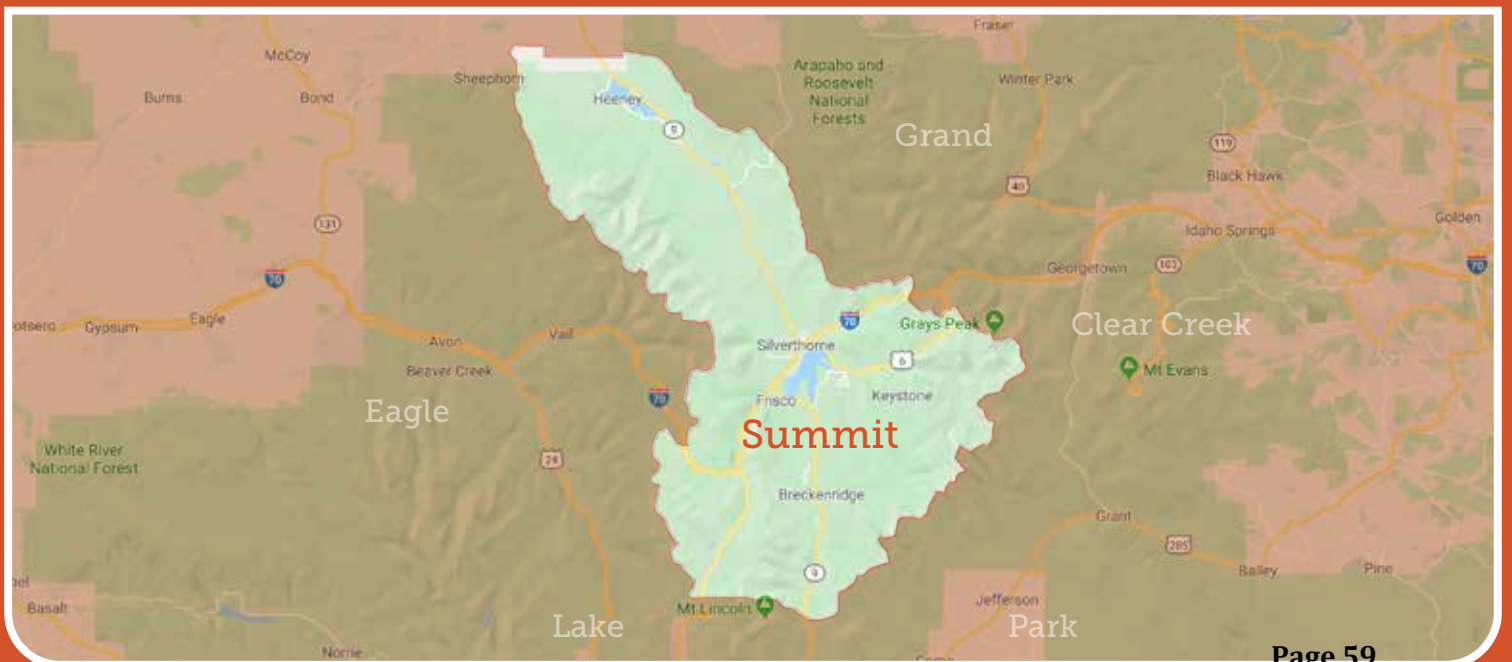 Fraser
McCoy
Arapaho and
Roosevelt
National
Forests
Sheephorn
Winter Park
Burns
Bond
Heeney
9
Grand
119
Black Hawk
40
131
Golden
Idaho Springs
70
103
70
Georgetown
Gypsum
Eagle
70
Grays Peak
Clear Creek
Avon
Vail
Silverthorne
6
Beaver Creek
Mt Evans
70
Frisco
Keystone
Eagle
Summit
White River
National Forest
24
Breckenridge
Grant
285
9
Bailey
Pine
Basalt
Mt Lincoln
Jefferson
Lake
Park
Norrie
Page 59